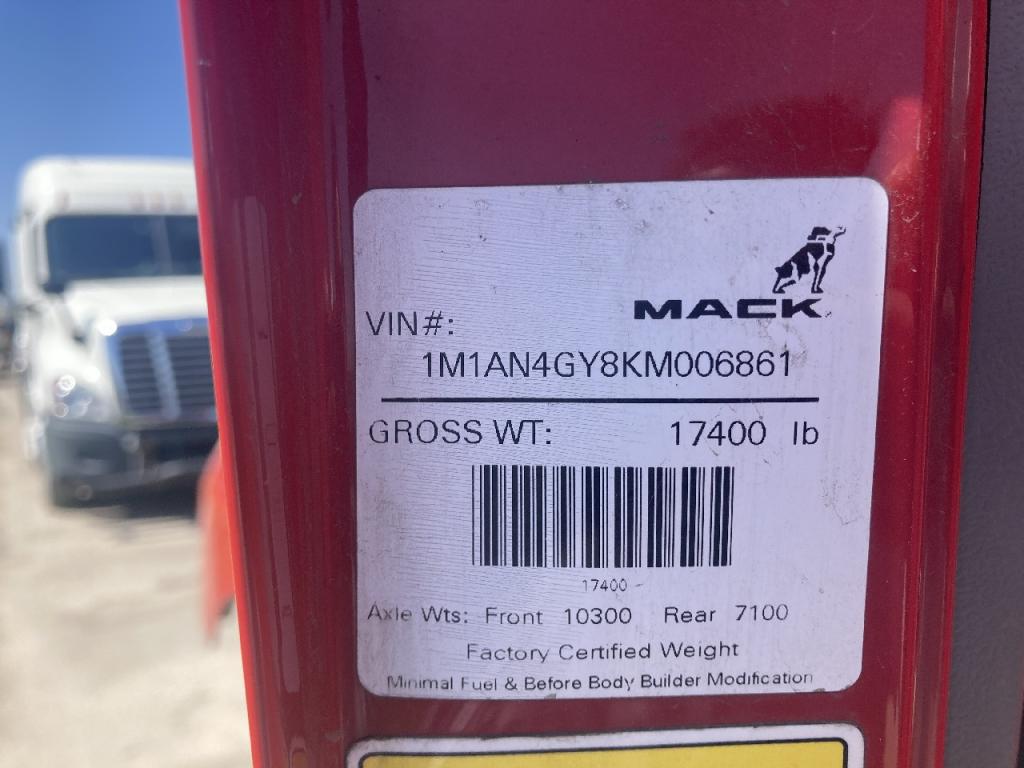 MACK
VIN#:
1M1AN4GY8KM006861
GROSS WT: 17400 lb
17400
Axle Wts: Front 10300 Rear 7100
Factory Certified Weight
Minimal Fuel & Before Body Builder Modification